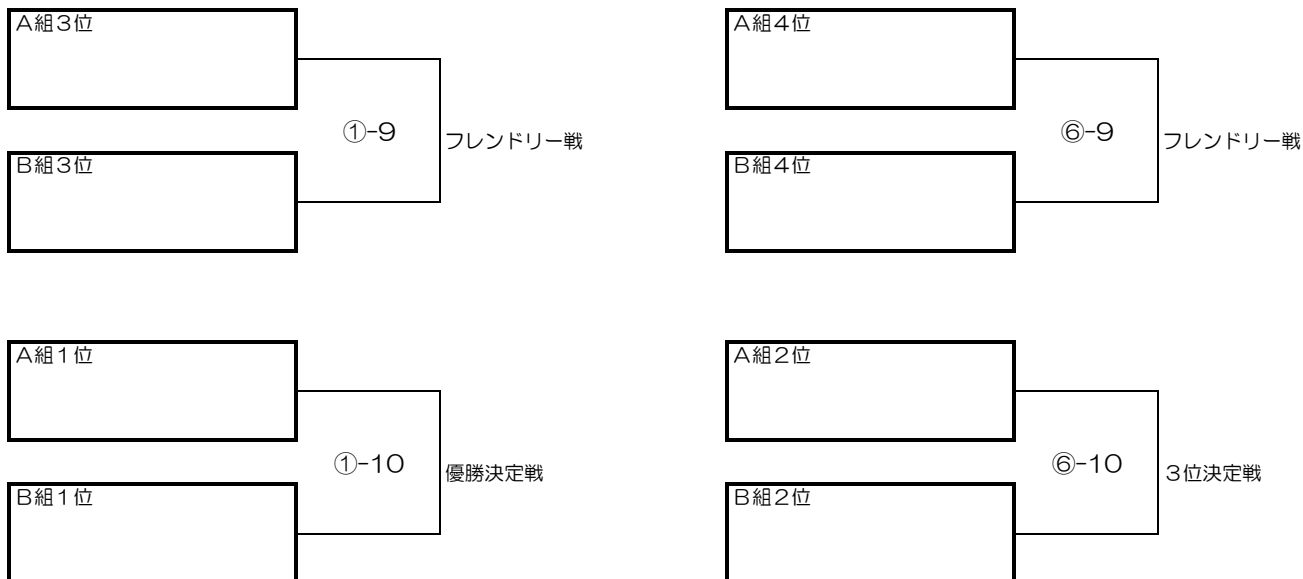 A組3位
A組4位
①-9
フレンドリー戦
⑥-9
フレンドリー戦
B組3位
B組4位
A組1位
A組2位
①-10
優勝決定戦
⑥-10
3位決定戦
B組1位
B組2位